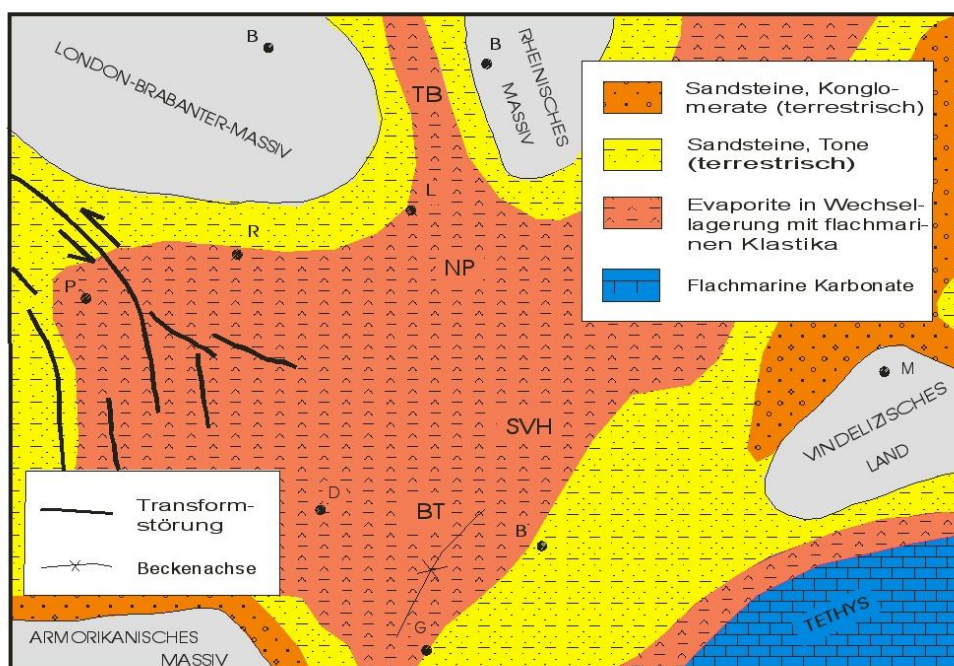 B
LONDON-BRABANTER-MASSIV
TB
B
RHEINISCHES
MASSIV
Sandsteine, Konglo-
merate (terrestrisch)
Sandsteine, Tone
(terrestrisch)
Evaporite in Wechsel-
lagerung mit flachmari-
nen Klastika
Flachmarine Karbonate
L
R
NP
P
M
VINDELIZISCHES
LAND
SVH
D
BT
B
Transform-
störung
Beckenachse
G
TETHYS
ARMORIKANISCHES
MASSIV